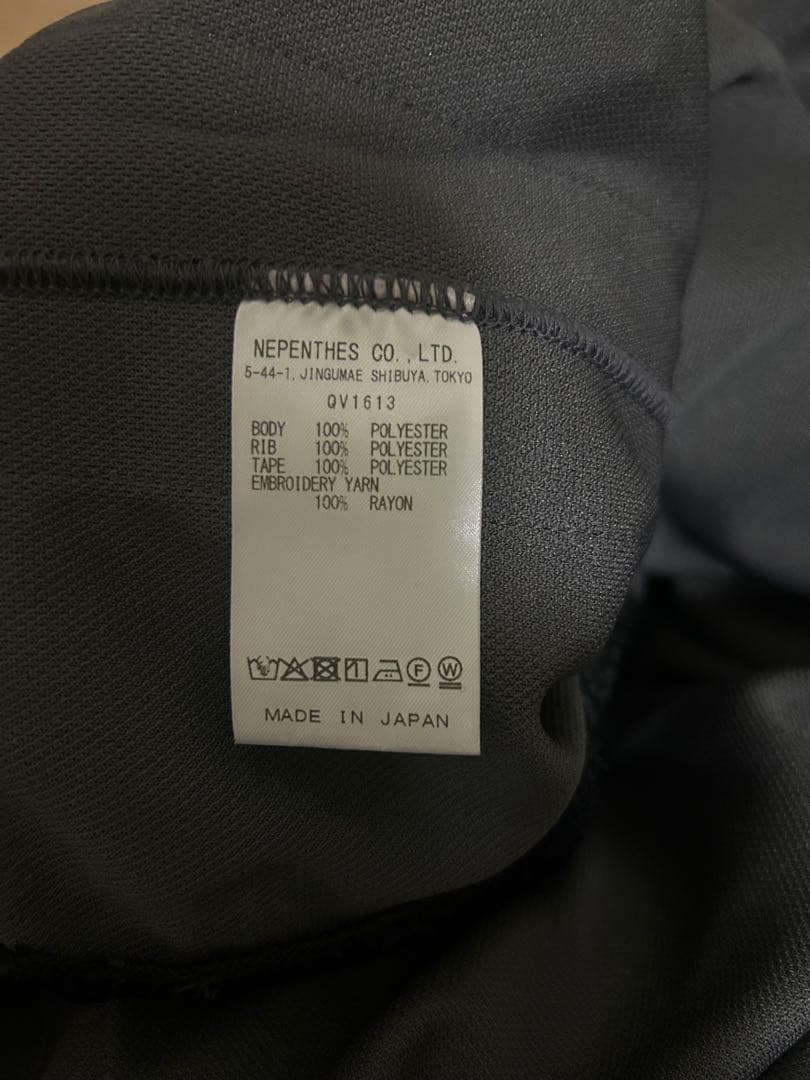 NEPENTHES CO.,LTD.
5-44-1, JINGUMAE SHIBUYA, TOKYO
QV1613
BODY 100% POLYESTER
RIB 100% POLYESTER
TAPE 100% POLYESTER
EMBROIDERY YARN
100% RAYON
F W
MADE IN JAPAN